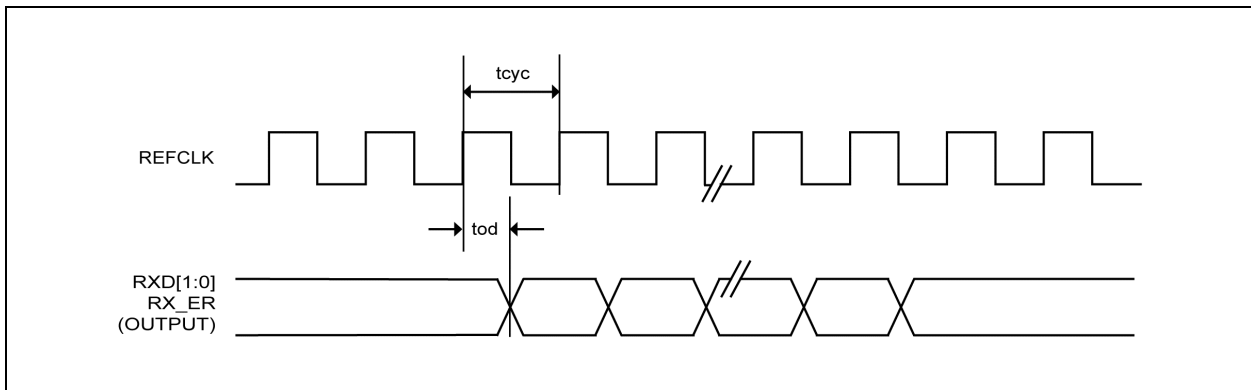 tcyc
REFCLK
tod
RXD[1:0]
RX_ER
(OUTPUT)